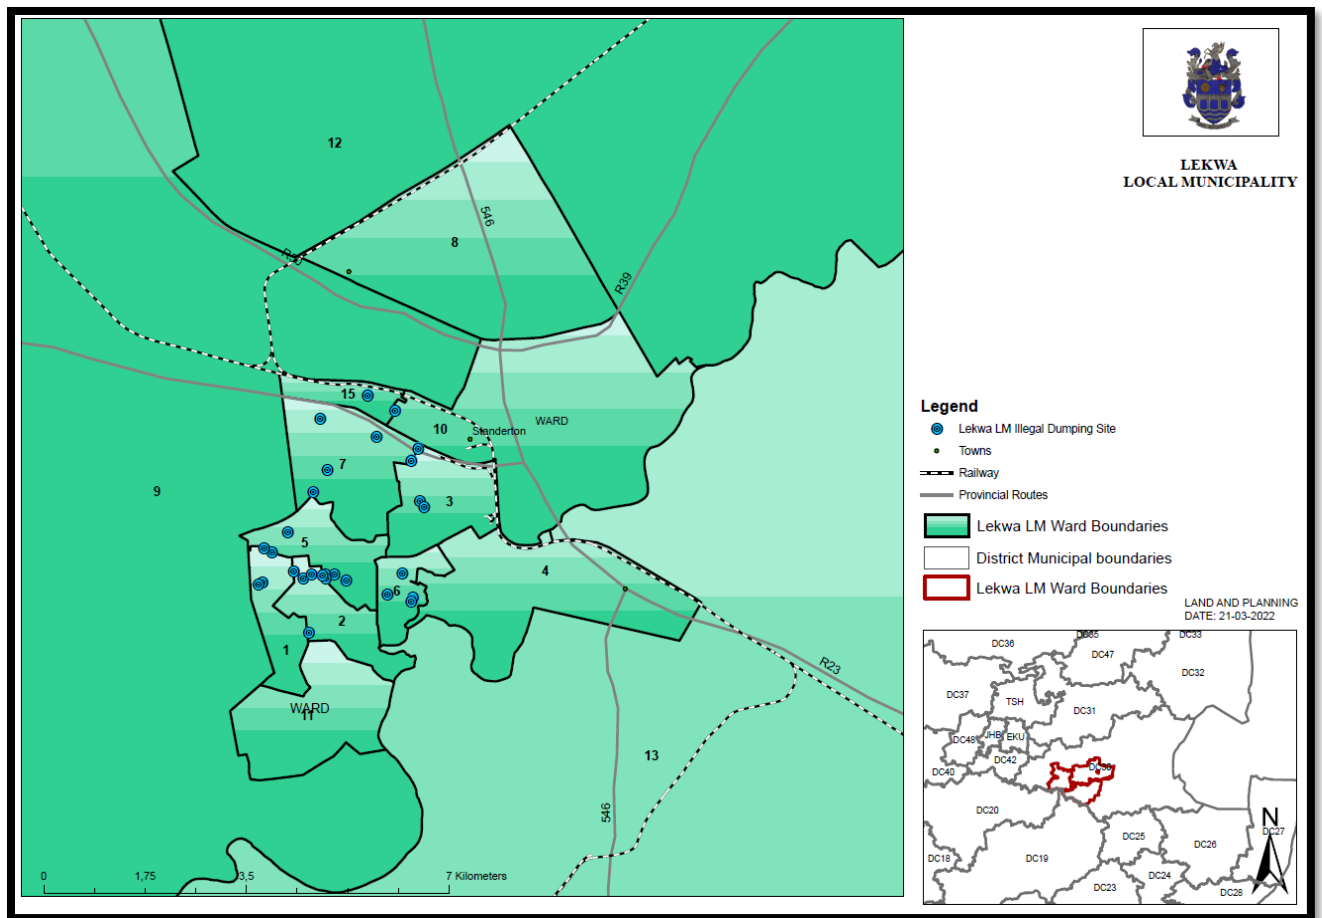 12
546
8
R50
R39
15
10
Standerton
WARD
7
9
3
5
4
6
2
1
WARD
11
R23
13
546
0
1,75
3,5
7 Kilometers
LEKWA
LOCAL MUNICIPALITY
Legend
Lekwa LM Illegal Dumping Site
Towns
Railway
Provincial Routes
Lekwa LM Ward Boundaries
District Municipal boundaries
Lekwa LM Ward Boundaries
LAND AND PLANNING
DATE: 21-03-2022
DC36
DC35
DC33
DC47
DC32
DC37
TSH
DC31
DC48
JHB
EKU
DC42
DC40
DC30
DC20
N
DC27
DC25
DC26
DC18
DC19
DC24
DC23
DC28